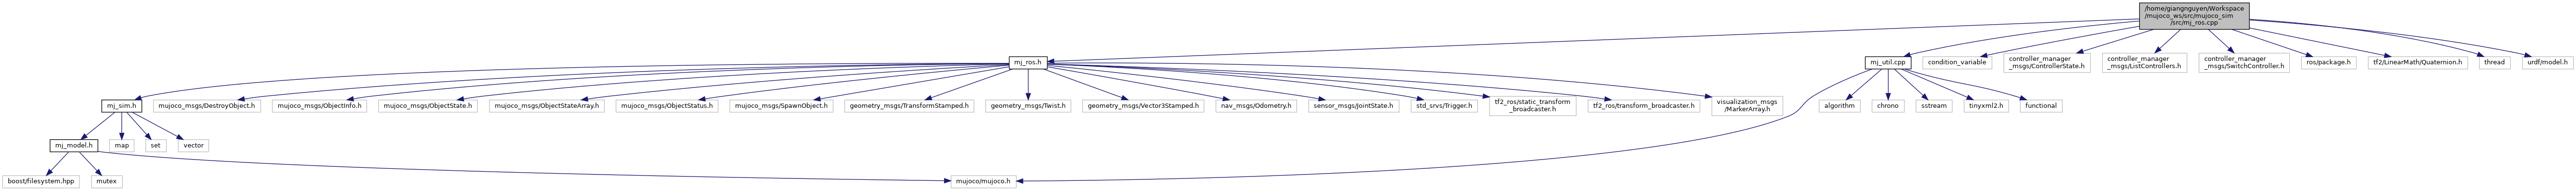 /home/giangnguyen/Workspace
/mujoco_ws/src/mujoco_sim
/src/mj_ros.cpp
mj_ros.h
mj_util.cpp
condition_variable
controller_manager
_msgs/ControllerState.h
controller_manager
_msgs/ListControllers.h
controller_manager
_msgs/SwitchController.h
ros/package.h
tf2/LinearMath/Quaternion.h
thread
urdf/model.h
mj_sim.h
mujoco_msgs/DestroyObject.h
mujoco_msgs/ObjectInfo.h
mujoco_msgs/ObjectState.h
mujoco_msgs/ObjectStateArray.h
mujoco_msgs/ObjectStatus.h
mujoco_msgs/SpawnObject.h
geometry_msgs/TransformStamped.h
geometry_msgs/Twist.h
geometry_msgs/Vector3Stamped.h
nav_msgs/Odometry.h
sensor_msgs/JointState.h
std_srvs/Trigger.h
tf2_ros/static_transform
_broadcaster.h
tf2_ros/transform_broadcaster.h
visualization_msgs
/MarkerArray.h
algorithm
chrono
sstream
tinyxml2.h
functional
mj_model.h
map
set
vector
boost/filesystem.hpp
mutex
mujoco/mujoco.h